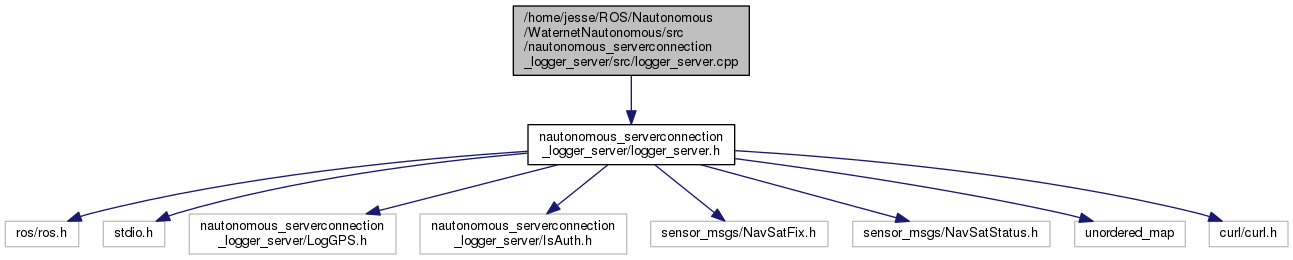 /home/jesse/ROS/Nautonomous
/WaternetNautonomous/src
/nautonomous_serverconnection
_logger_server/src/logger_server.cpp
nautonomous_serverconnection
_logger_server/logger_server.h
ros/ros.h
stdio.h
nautonomous_serverconnection
_logger_server/LogGPS.h
nautonomous_serverconnection
_logger_server/IsAuth.h
sensor_msgs/NavSatFix.h
sensor_msgs/NavSatStatus.h
unordered_map
curl/curl.h